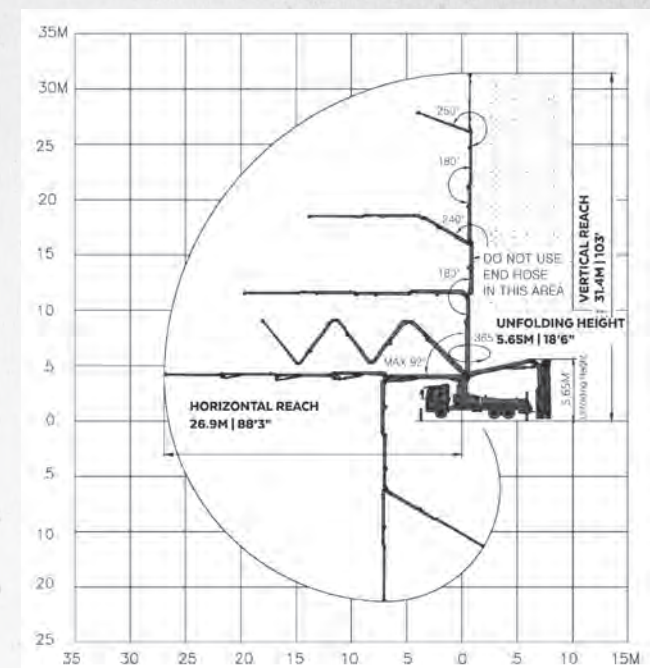 35M
30M
25
20
15
10
5
0
5
10
20
25
35 30 25 20 15 10 5 0 5 10 15M
250°
180°
240°
180°
365°
MAX 92°
DO NOT USE
END HOSE
IN THIS AREA
VERTICAL REACH
31.4M | 103'
UNFOLDING HEIGHT
5.65M | 18'6"
5.65M
Unfolding Height
HORIZONTAL REACH
26.9M | 88'3"